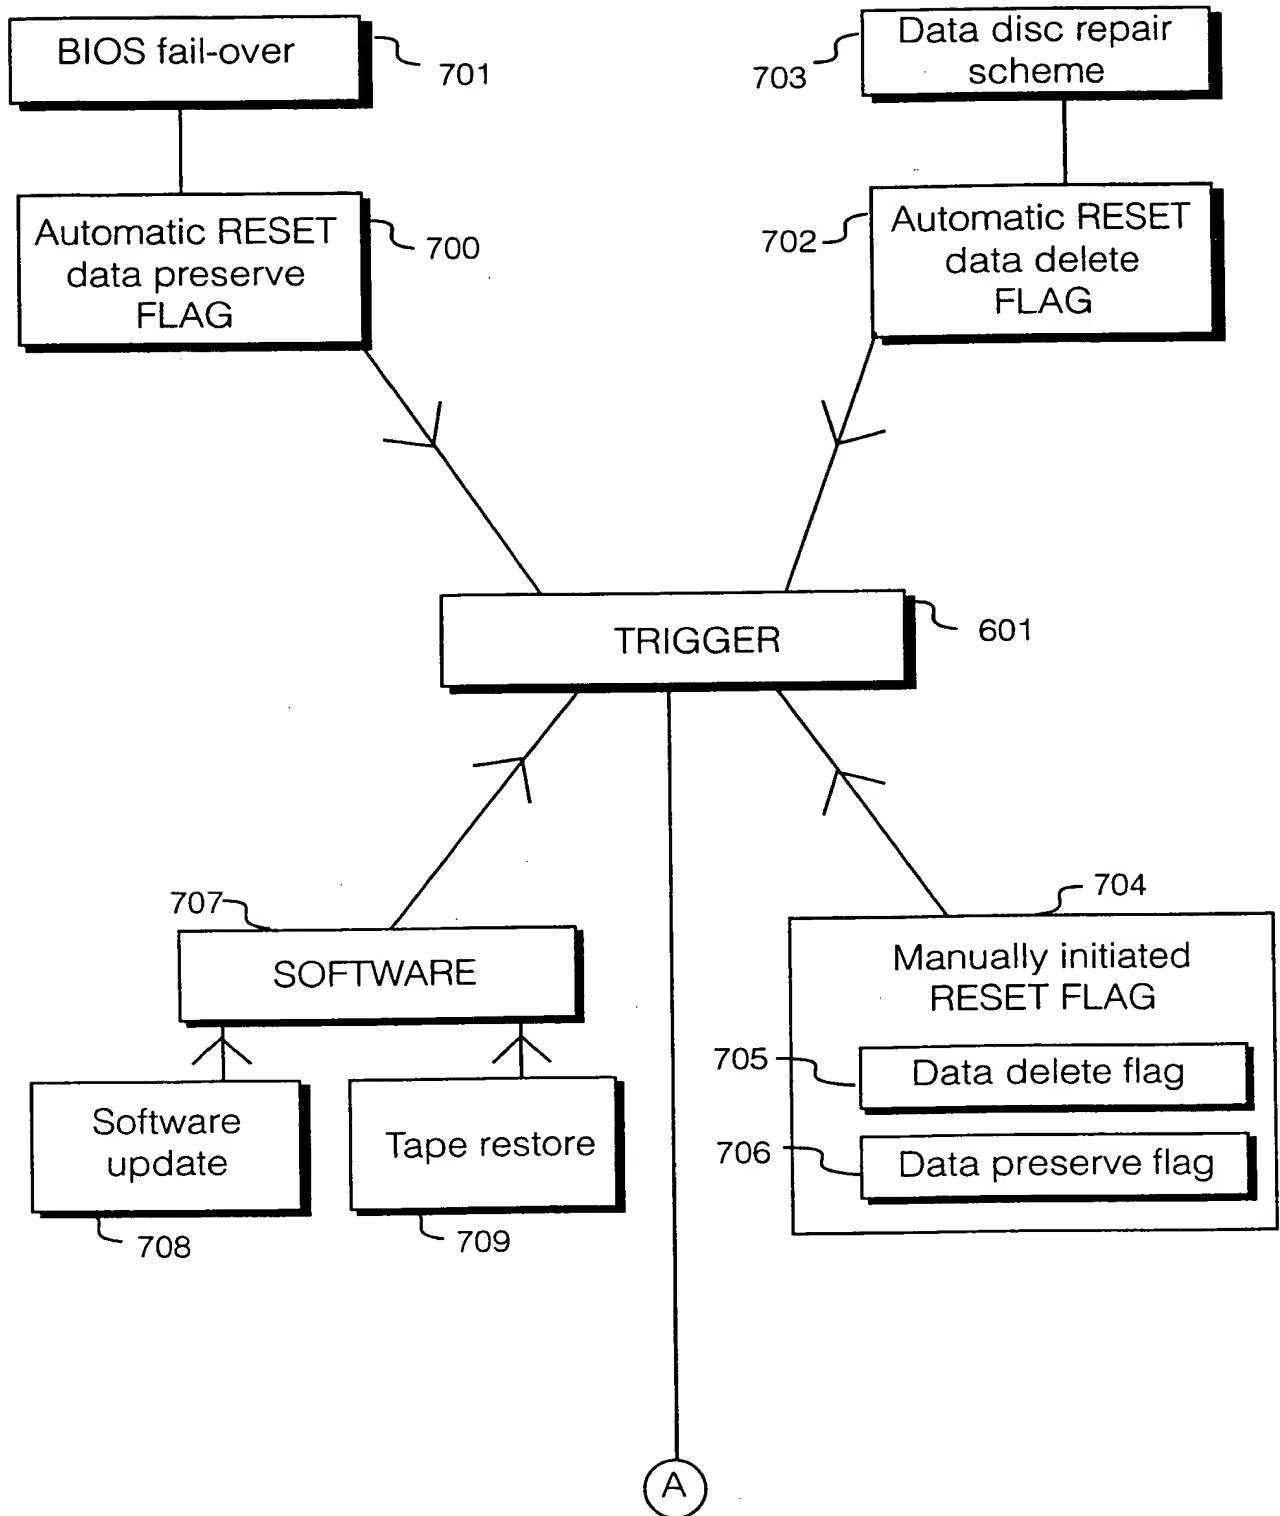 BIOS fail-over
701
Data disc repair
scheme
703
Automatic RESET
data preserve
FLAG
700
Automatic RESET
data delete
FLAG
702
TRIGGER
601
707
SOFTWARE
704
Manually initiated
RESET FLAG
705
Data delete flag
706
Data preserve flag
Software
update
708
Tape restore
709
A